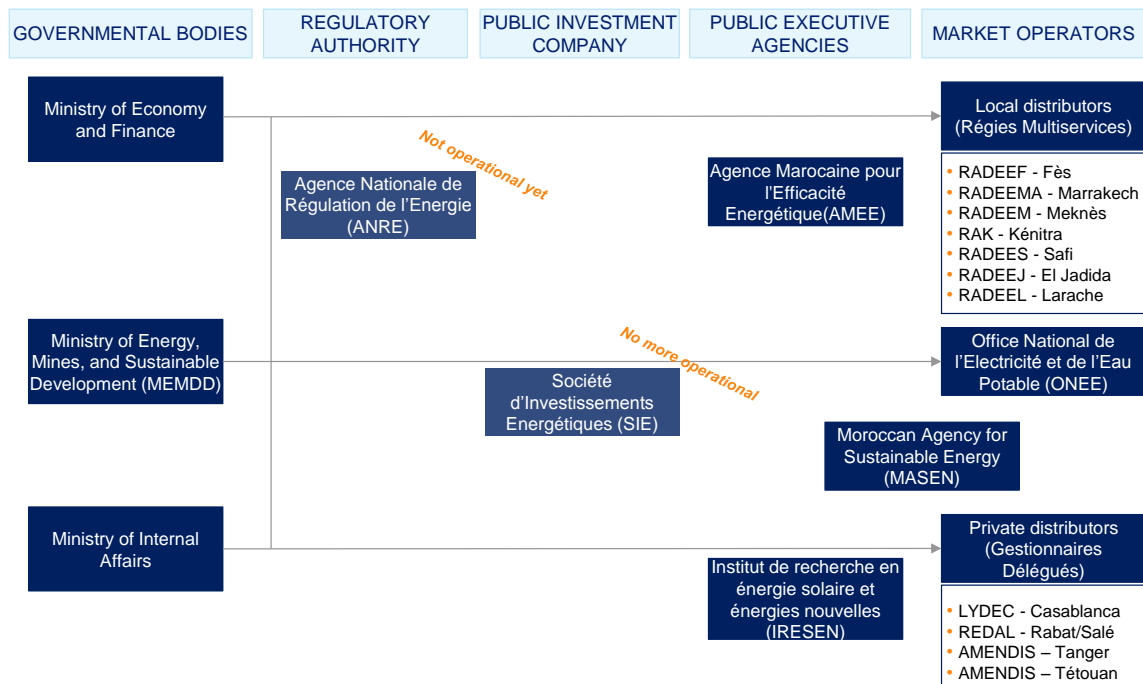 GOVERNMENTAL BODIES
REGULATORY
AUTHORITY
PUBLIC INVESTMENT
COMPANY
PUBLIC EXECUTIVE
AGENCIES
MARKET OPERATORS
Ministry of Economy
and Finance
Local distributors
(Régies Multiservices)
Not operational yet
Agence Nationale de
Régulation de l’Energie
(ANRE)
Agence Marocaine pour
l'Efficacité
Energétique(AMEE)
• RADEEF - Fès
• RADEEMA - Marrakech
• RADEEM - Meknès
• RAK - Kénitra
• RADEES - Safi
• RADEEJ - El Jadida
• RADEEL - Larache
Ministry of Energy,
Mines, and Sustainable
Development (MEMDD)
No more operational
Office National de
l’Electricité et de l’Eau
Potable (ONEE)
Société
d’Investissements
Energétiques (SIE)
Moroccan Agency for
Sustainable Energy
(MASEN)
Ministry of Internal
Affairs
Private distributors
(Gestionnaires
Délégués)
Institut de recherche en
énergie solaire et
énergies nouvelles
(IRESEN)
• LYDEC - Casablanca
• REDAL - Rabat/Salé
• AMENDIS – Tanger
• AMENDIS – Tétouan